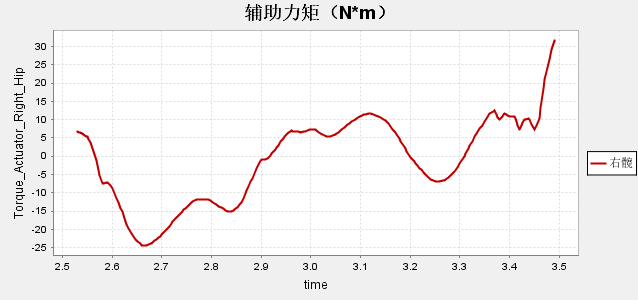 辅助力矩（N*m）
Torque_Actuator_Right_Hip
30
25
20
15
10
5
0
-5
-10
-15
-20
-25
2.5 2.6 2.7 2.8 2.9 3.0 3.1 3.2 3.3 3.4 3.5
time
右髋